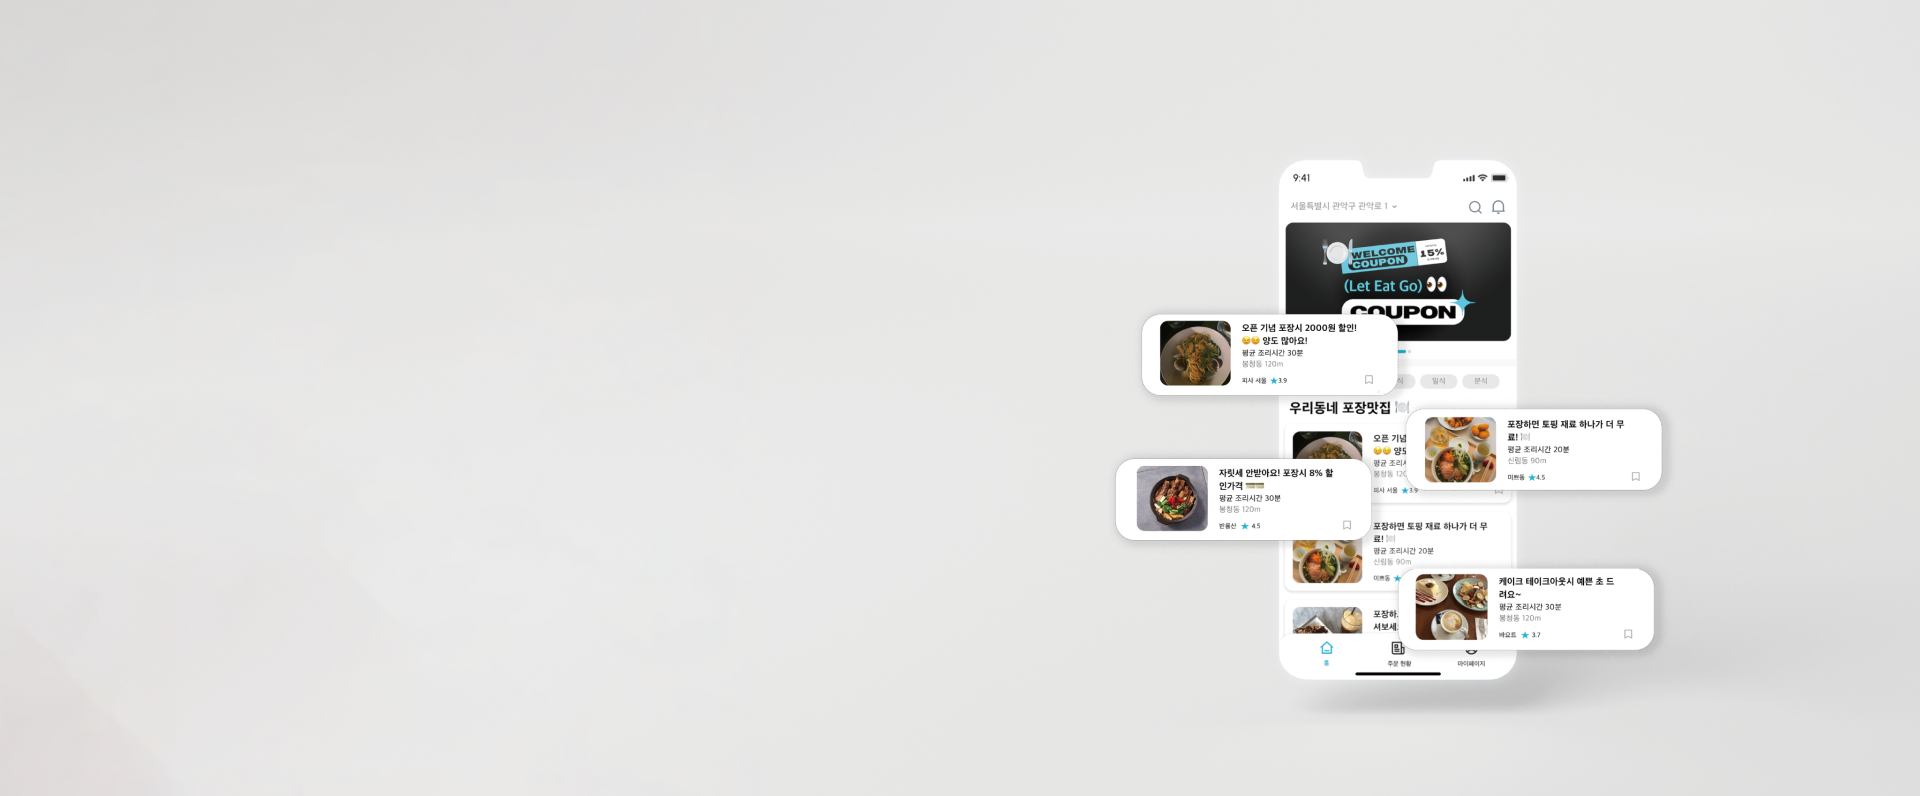 9:41
서울특별시 관악구 관악로 1
WELCOME
COUPON
15%
(Let Eat Go) 👀
COUPON
오픈 기념 포장시 2000원 할인!
😋😋 양도 많아요!
평균 조리시간 30분
봉청동 120m
피사 서울 ★3.9
식
일식
분식
우리동네 포장맛집 🍽
오픈 기념
😋😋 양도
평균 조리시
봉청동 120
피사 서울 ★3.9
포장하면 토핑 재료 하나가 더 무
료! 🍽
평균 조리시간 20분
신림동 90m
미쁘동 ★4.5
자릿세 안받아요! 포장시 8% 할
인가격
평균 조리시간 30분
봉청동 120m
반룡산 ★ 4.5
포장하면 토핑 재료 하나가 더 무
료! 🍽
평균 조리시간 20분
신림동 90m
미쁘동 ★
케이크 테이크아웃시 예쁜 초 드
려요~
평균 조리시간 30분
봉청동 120m
바요트 ★ 3.7
포장하
셔보세
홈
주문 현황
마이페이지